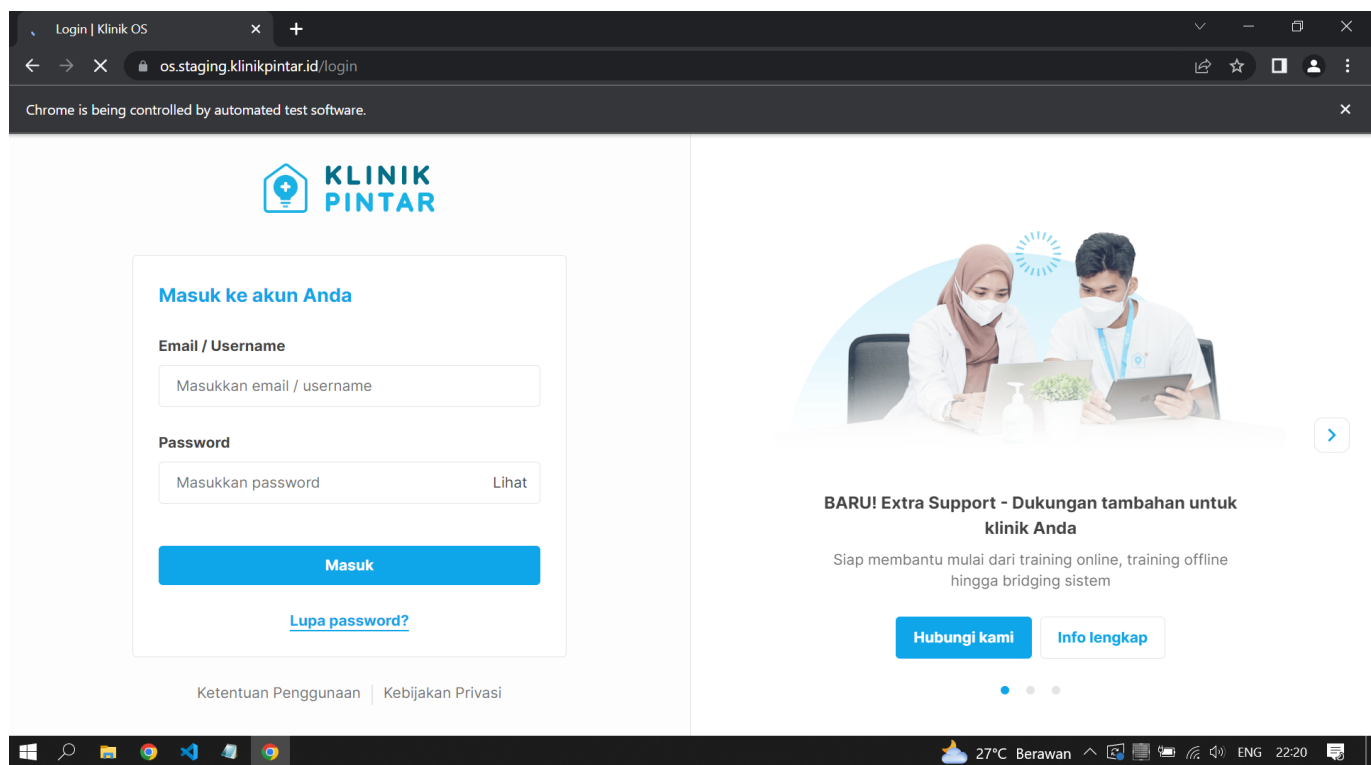 Login | Klinik OS
os.staging.klinikpintar.id/login
Chrome is being controlled by automated test software.
KLINIK
PINTAR
Masuk ke akun Anda
Email / Username
Masukkan email / username
Password
Masukkan password
Lihat
Masuk
Lupa password?
Ketentuan Penggunaan
Kebijakan Privasi
BARU! Extra Support - Dukungan tambahan untuk
klinik Anda
Siap membantu mulai dari training online, training offline
hingga bridging sistem
Hubungi kami
Info lengkap
27°C Berawan
ENG
22:20